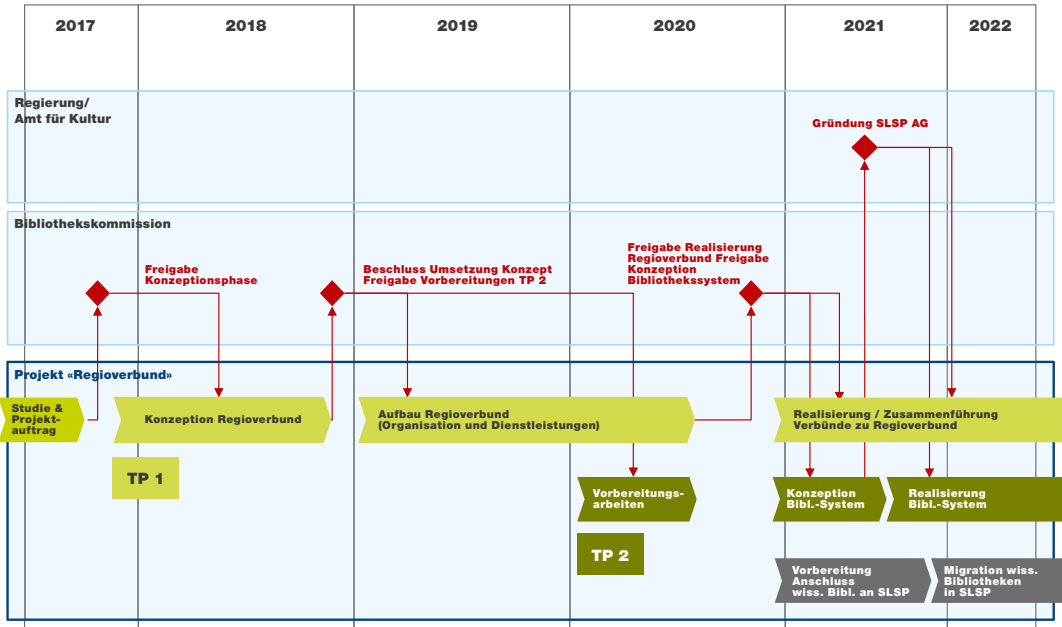 2017
2018
2019
2020
2021
2022
Regierung/
Amt für Kultur
Gründung SLSP AG
Bibliothekskommission
Freigabe
Konzeptionsphase
Beschluss Umsetzung Konzept
Freigabe Vorbereitungen TP 2
Freigabe Realisierung
Regioverbund Freigabe
Konzeption
Bibliothekssystem
Projekt «Regioverbund»
Studie &
Projekt-
auftrag
Konzeption Regioverbund
Aufbau Regioverbund
(Organisation und Dienstleistungen)
Realisierung / Zusammenführung
Verbünde zu Regioverbund
TP 1
Vorbereitungs-
arbeiten
Konzeption
Bibl.-System
Realisierung
Bibl.-System
TP 2
Vorbereitung
Anschluss
wiss. Bibl. an SLSP
Migration wiss.
Bibliotheken
in SLSP